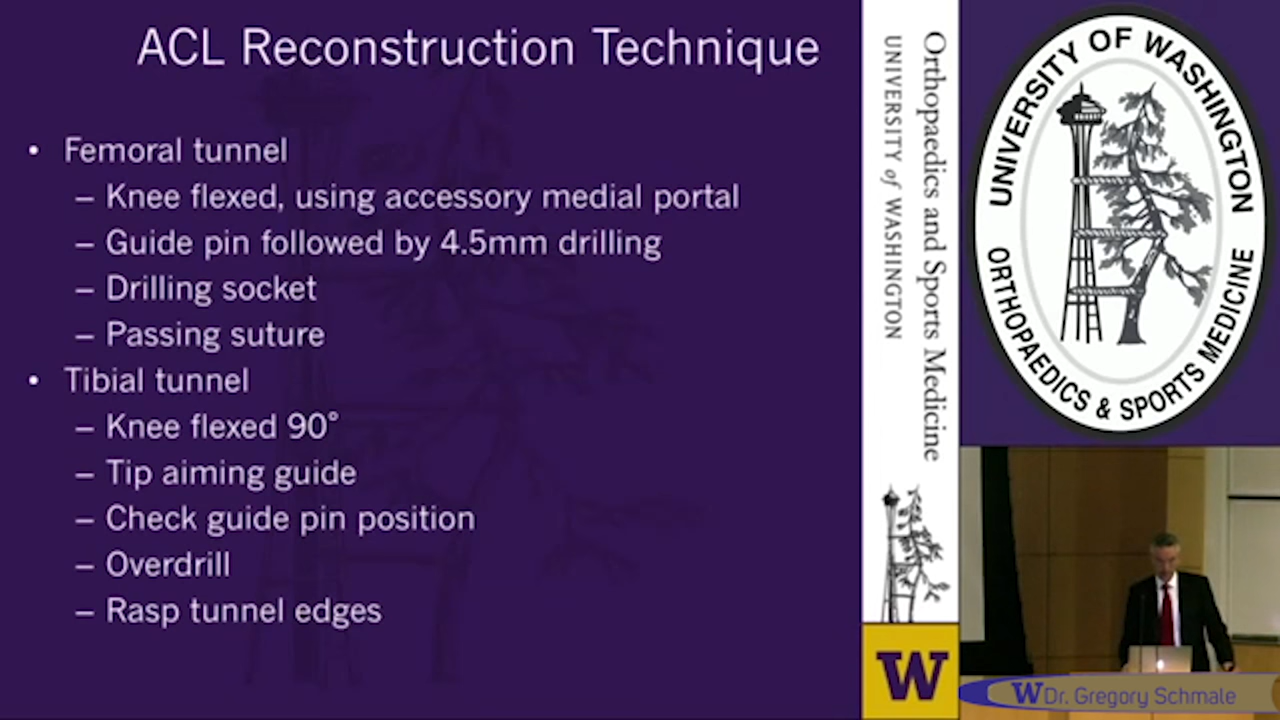 ACL Reconstruction Technique
• Femoral tunnel
– Knee flexed, using accessory medial portal
– Guide pin followed by 4.5mm drilling
– Drilling socket
– Passing suture
• Tibial tunnel
– Knee flexed 90°
– Tip aiming guide
– Check guide pin position
– Overdrill
– Rasp tunnel edges
Orthopaedics and Sports Medicine
UNIVERSITY of WASHINGTON
W
UNIVERSITY OF WASHINGTON
ORTHOPAEDICS & SPORTS MEDICINE
W Dr. Gregory Schmale